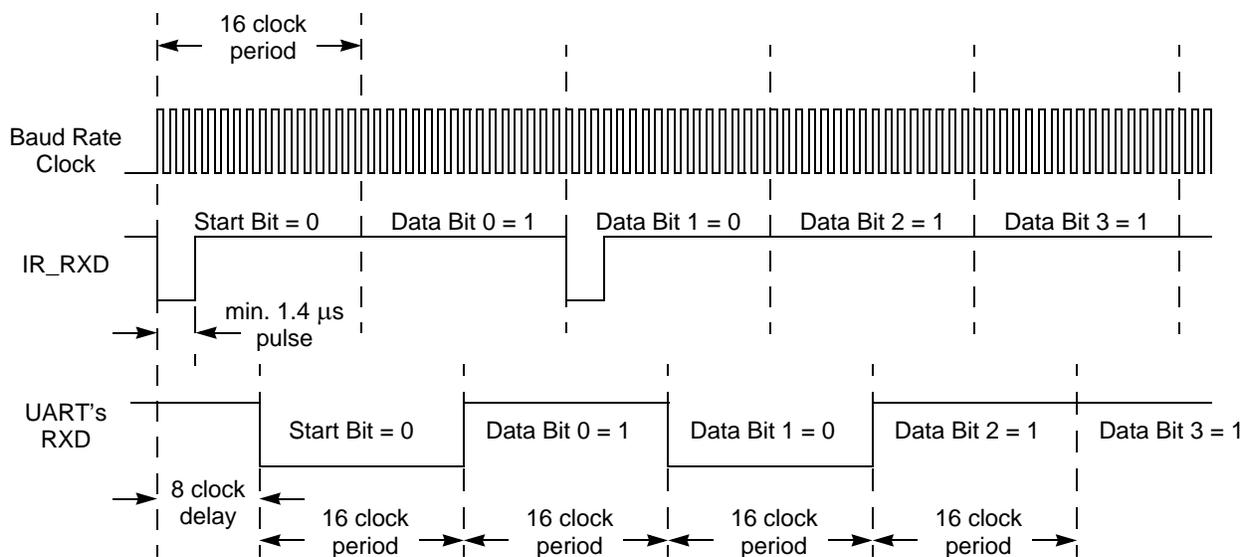 16 clock
period
Baud Rate
Clock
Start Bit = 0
Data Bit 0 = 1
Data Bit 1 = 0
Data Bit 2 = 1
Data Bit 3 = 1
IR_RXD
min. 1.4 μs
pulse
UART's
RXD
Start Bit = 0
Data Bit 0 = 1
Data Bit 1 = 0
Data Bit 2 = 1
Data Bit 3 = 1
8 clock
delay
16 clock
period
16 clock
period
16 clock
period
16 clock
period